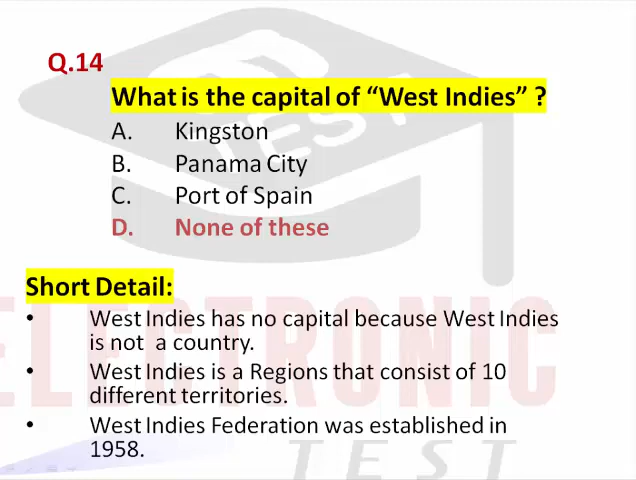 Q.14
What is the capital of “West Indies” ?
A. Kingston
B. Panama City
C. Port of Spain
D. None of these
Short Detail:
• West Indies has no capital because West Indies
is not a country.
• West Indies is a Regions that consist of 10
different territories.
• West Indies Federation was established in
1958.
ELECTRONIC
TEST
TEST